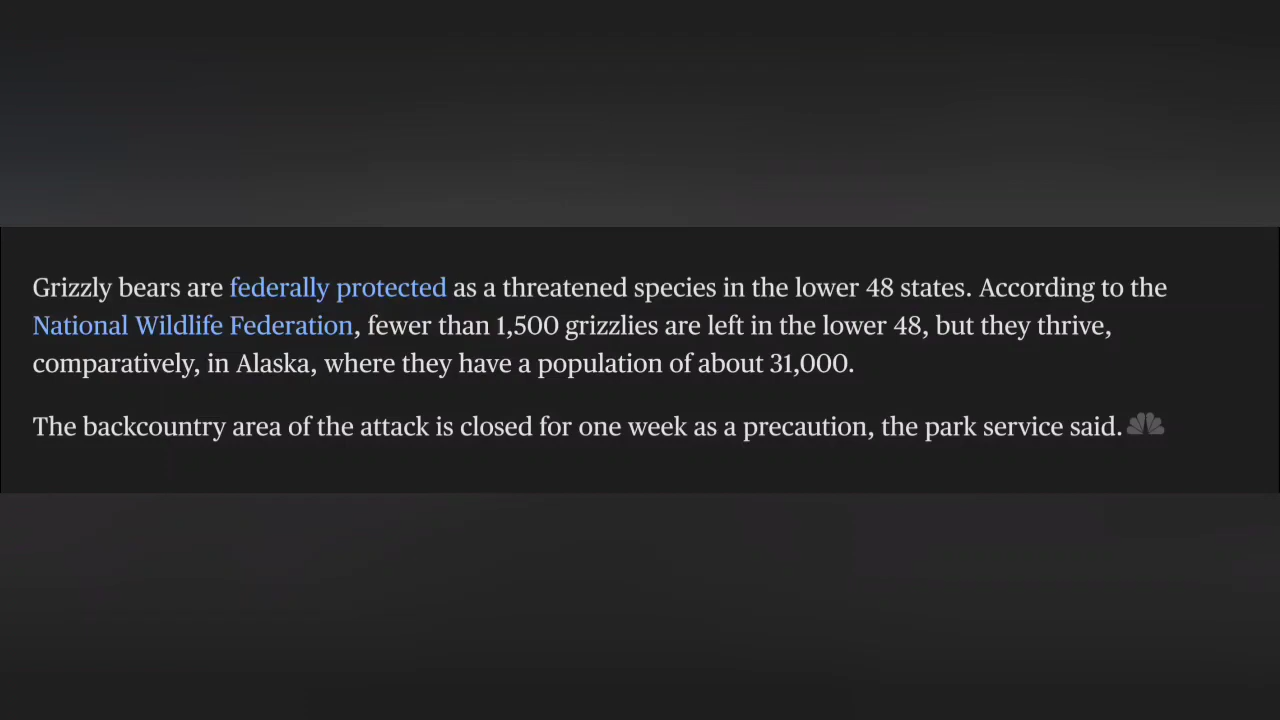 Grizzly bears are federally protected as a threatened species in the lower 48 states. According to the
National Wildlife Federation, fewer than 1,500 grizzlies are left in the lower 48, but they thrive,
comparatively, in Alaska, where they have a population of about 31,000.
The backcountry area of the attack is closed for one week as a precaution, the park service said.